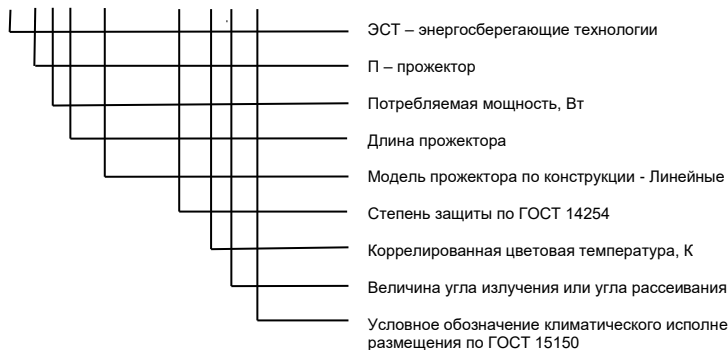 ЭСТ – энергосберегающие технологии
П – прожектор
Потребляемая мощность, Вт
Длина прожектора
Модель прожектора по конструкции - Линейные
Степень защиты по ГОСТ 14254
Коррелированная цветовая температура, К
Величина угла излучения или угла рассеивания
Условное обозначение климатического исполне
размещения по ГОСТ 15150